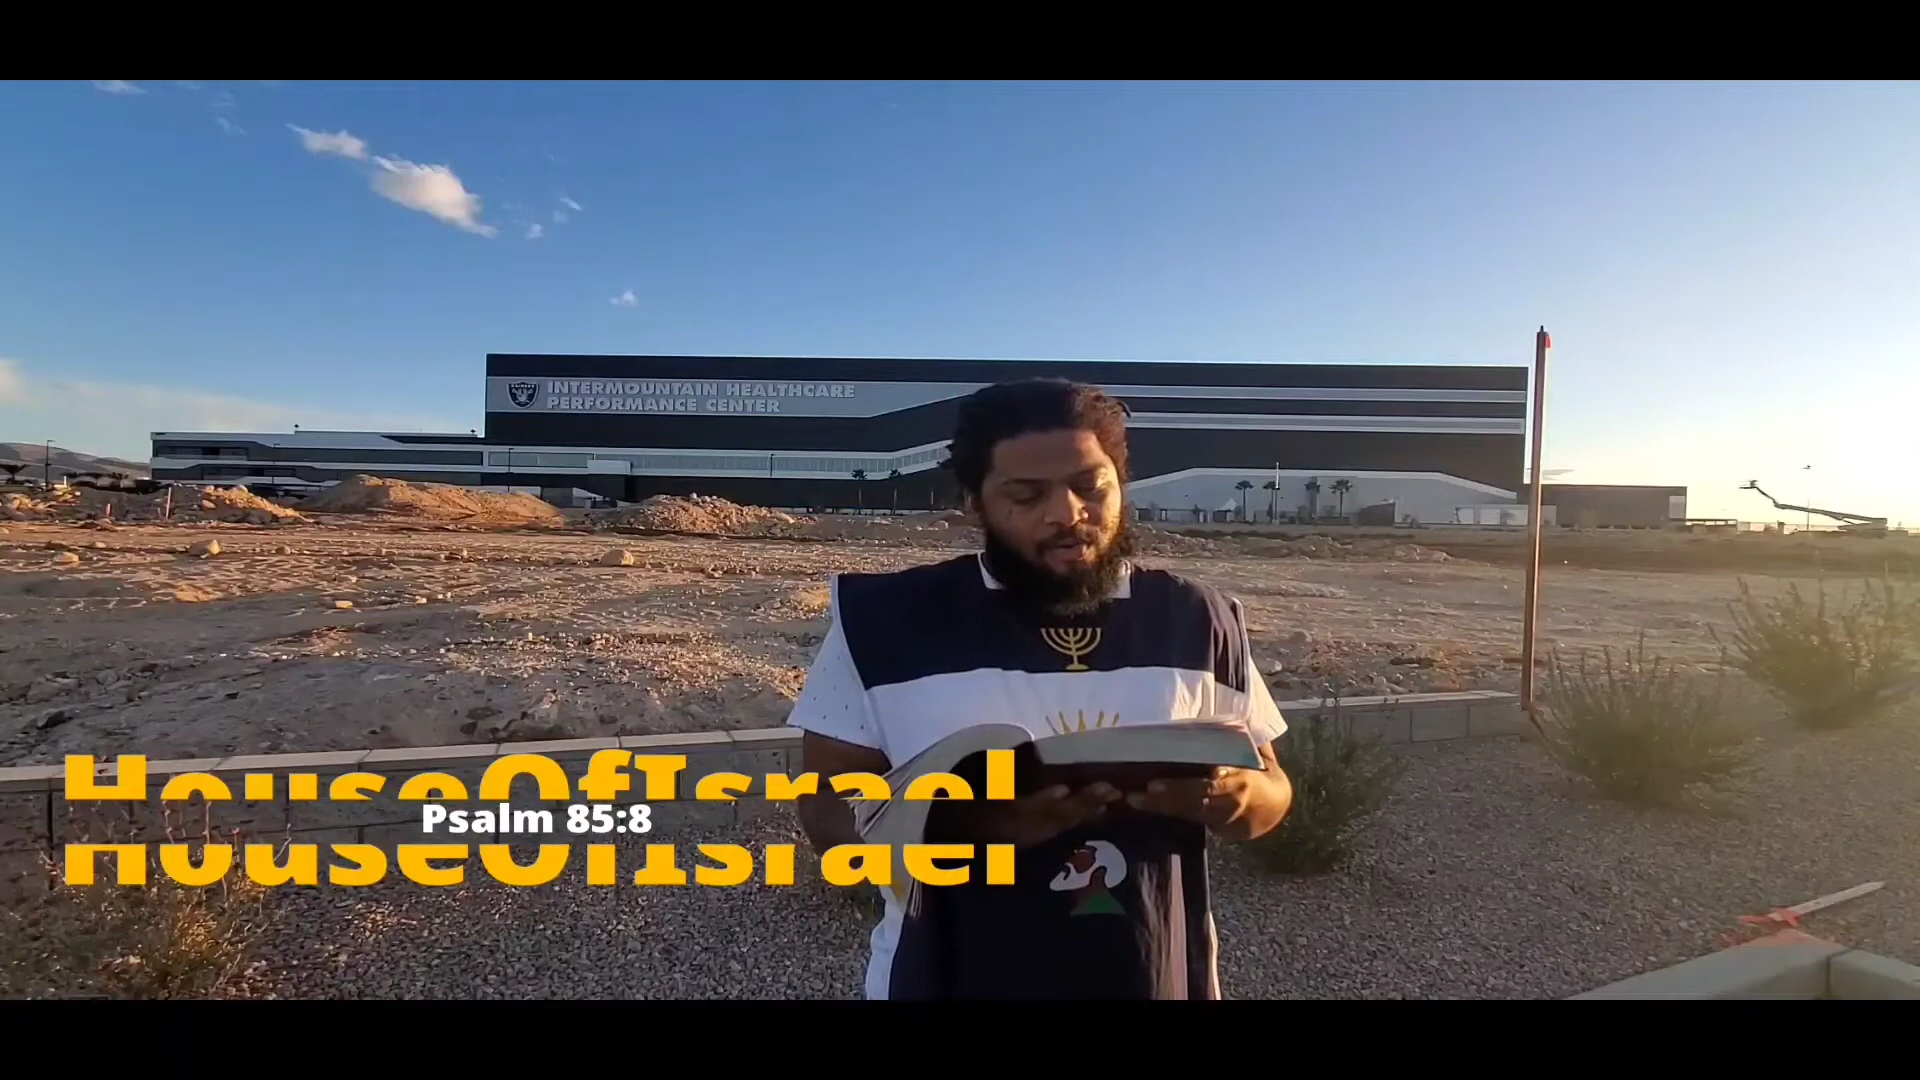 INTERMOUNTAIN HEALTHCARE
PERFORMANCE CENTER
HouseOfIsrael
Psalm 85:8